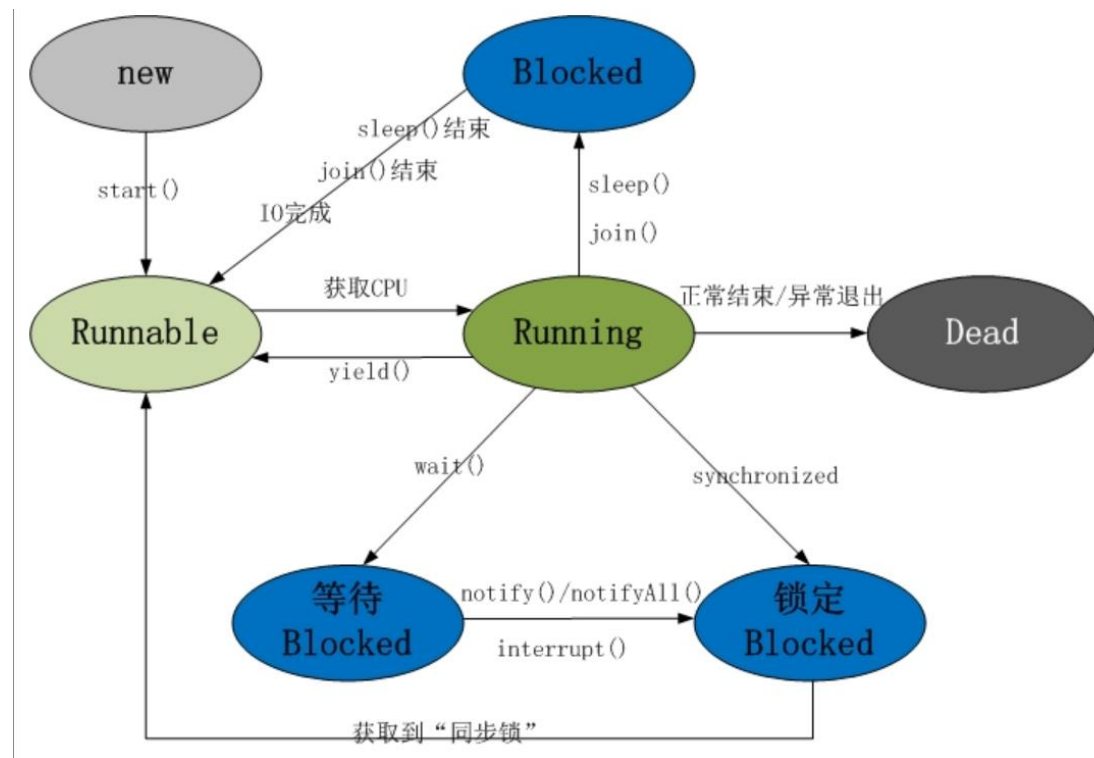 new
Blocked
sleep()结束
join()结束
IO完成
start()
sleep()
join()
获取CPU
正常结束/异常退出
Runnable
Running
Dead
yield()
wait()
synchronized
等待
Blocked
notify()/notifyAll()
interrupt()
锁定
Blocked
获取到“同步锁”